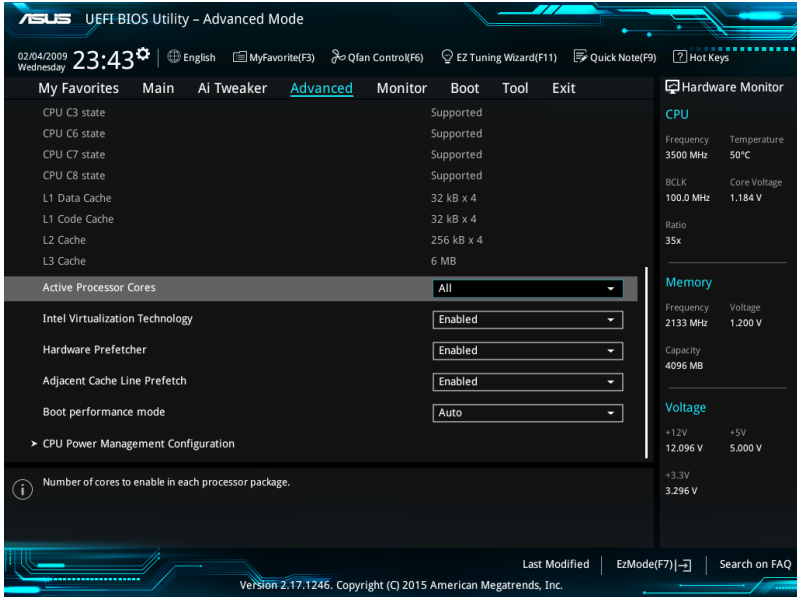 ASUS UEFI BIOS Utility – Advanced Mode
02/04/2009 Wednesday 23:43 English MyFavorite(F3) Qfan Control(F6) EZ Tuning Wizard(F11) Quick Note(F9) ? Hot Keys
My Favorites Main Ai Tweaker Advanced Monitor Boot Tool Exit
CPU C3 state Supported
CPU C6 state Supported
CPU C7 state Supported
CPU C8 state Supported
L1 Data Cache 32 kB x 4
L1 Code Cache 32 kB x 4
L2 Cache 256 kB x 4
L3 Cache 6 MB
Active Processor Cores All
Intel Virtualization Technology Enabled
Hardware Prefetcher Enabled
Adjacent Cache Line Prefetch Enabled
Boot performance mode Auto
> CPU Power Management Configuration
i Number of cores to enable in each processor package.
Hardware Monitor
CPU
Frequency Temperature
3500 MHz 50°C
BCLK Core Voltage
100.0 MHz 1.184 V
Ratio
35x
Memory
Frequency Voltage
2133 MHz 1.200 V
Capacity
4096 MB
Voltage
+12V +5V
12.096 V 5.000 V
+3.3V
3.296 V
Last Modified EzMode(F7) Search on FAQ
Version 2.17.1246. Copyright (C) 2015 American Megatrends, Inc.